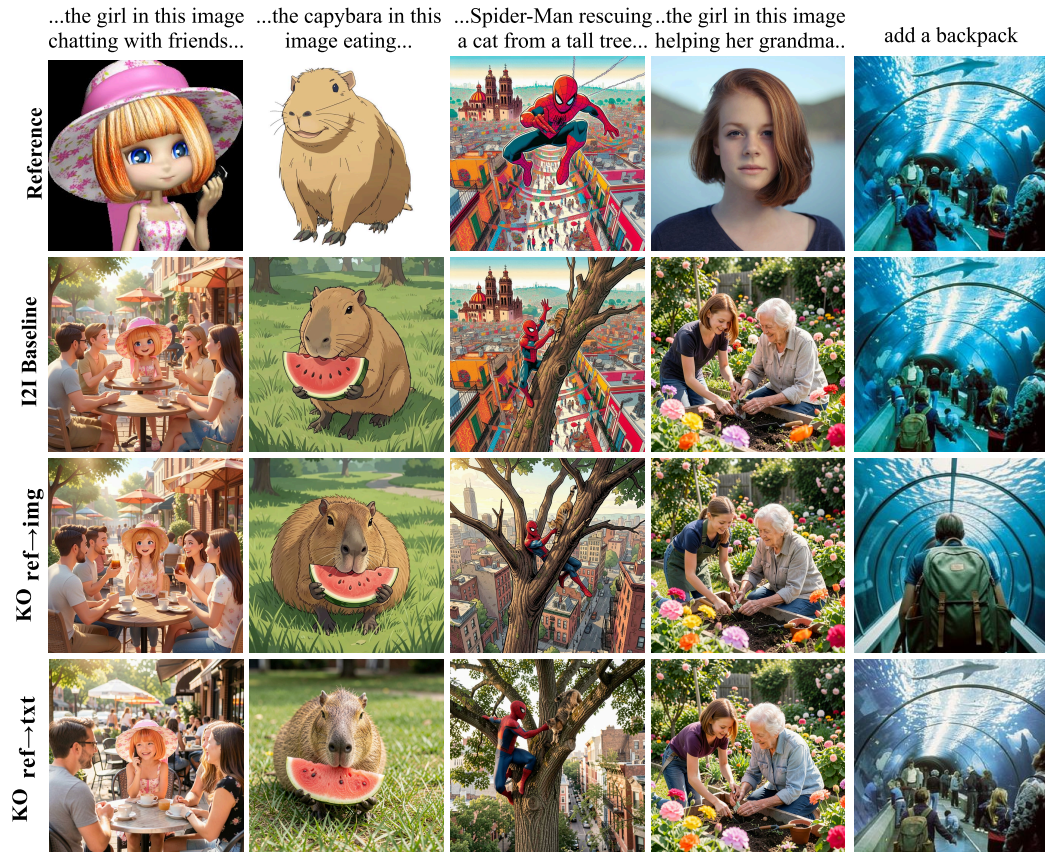 ...the girl in this image
chatting with friends...
...the capybara in this
image eating...
...Spider-Man rescuing
a cat from a tall tree...
..the girl in this image
helping her grandma..
add a backpack
Reference
I2I Baseline
KO ref→img
KO ref→txt